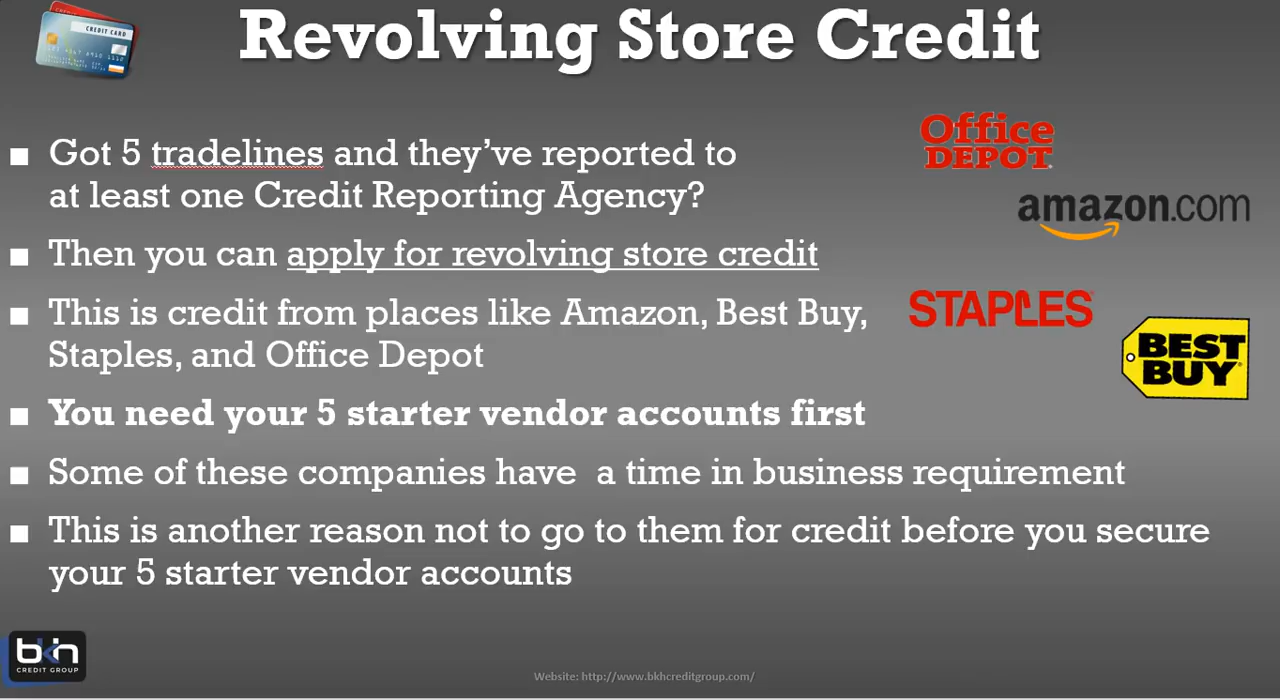 CREDIT CARD
Revolving Store Credit
Got 5 tradelines and they've reported to
at least one Credit Reporting Agency?
Office
DEPOT
amazon.com
Then you can apply for revolving store credit
This is credit from places like Amazon, Best Buy,
Staples, and Office Depot
STAPLES
BEST
BUY
You need your 5 starter vendor accounts first
Some of these companies have  a time in business requirement
This is another reason not to go to them for credit before you secure
your 5 starter vendor accounts
bkh
CREDIT GROUP
Website: http://www.bkhcreditgroup.com/